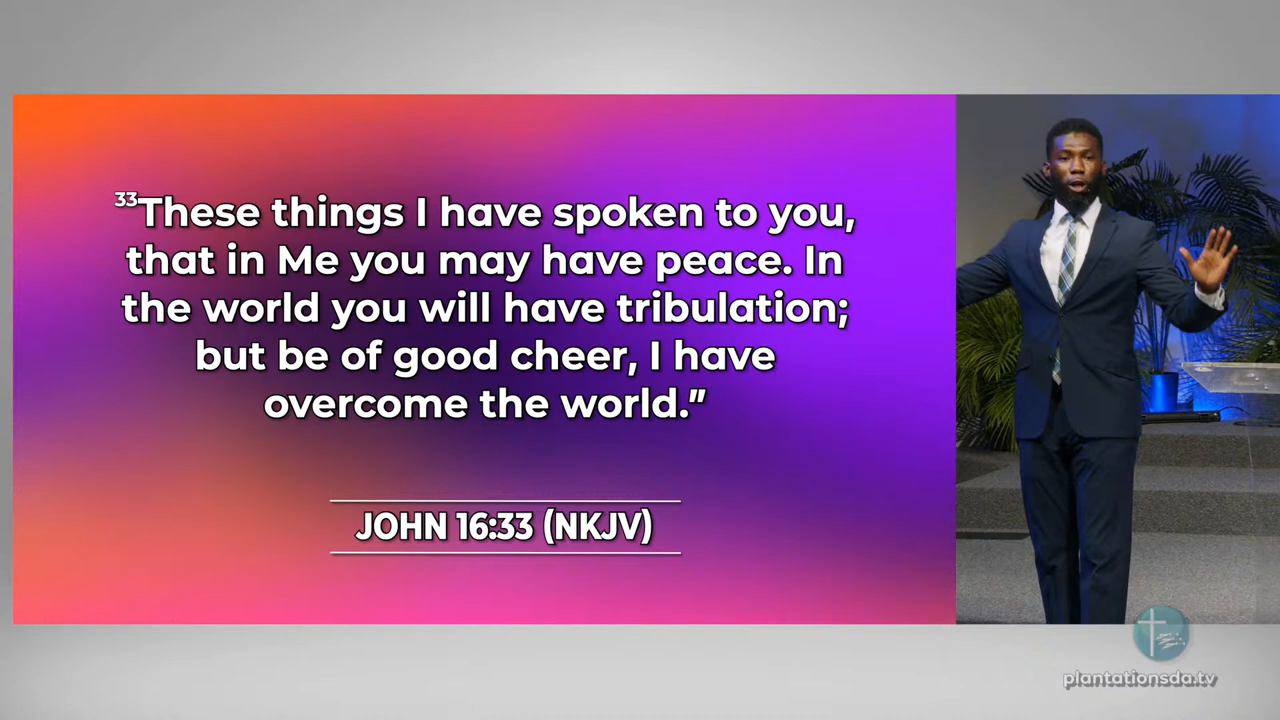 ³³These things I have spoken to you,
that in Me you may have peace. In
the world you will have tribulation;
but be of good cheer, I have
overcome the world.”
JOHN 16:33 (NKJV)
plantationsda.tv